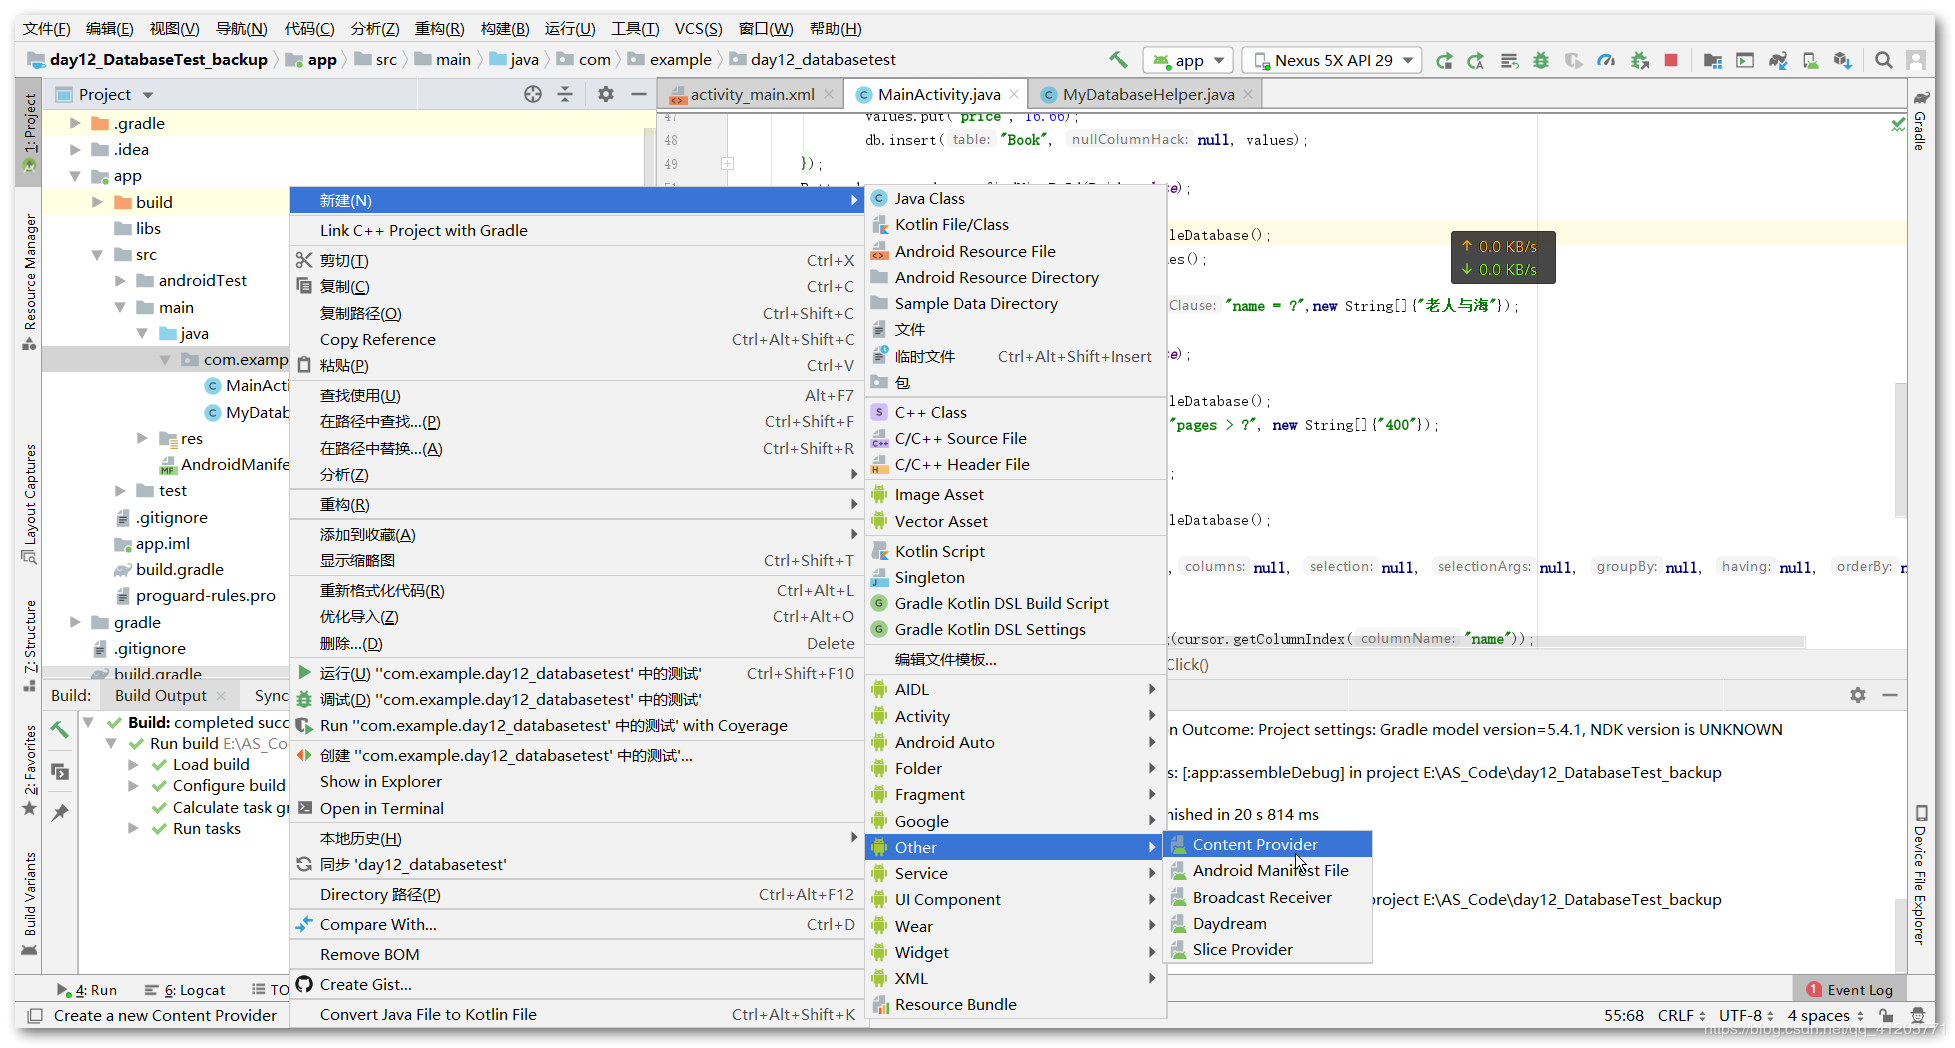 文件(F) 编辑(E) 视图(V) 导航(N) 代码(C) 分析(Z) 重构(R) 构建(B) 运行(U) 工具(T) VCS(S) 窗口(W) 帮助(H)
day12_DatabaseTest_backup app src main java com example day12_databasetest app Nexus 5X API 29
Project
activity_main.xml MainActivity.java MyDatabaseHelper.java
1: Project
Resource Manager
Layout Captures
7: Structure
2: Favorites
Build Variants
.gradle
.idea
app
build
libs
src
androidTest
main
java
com.examp
MainActi
MyDatab
res
AndroidManife
test
.gitignore
app.iml
build.gradle
proguard-rules.pro
gradle
.gitignore
build.gradle
新建(N)
Link C++ Project with Gradle
剪切(T) Ctrl+X
复制(C) Ctrl+C
复制路径(O) Ctrl+Shift+C
Copy Reference Ctrl+Alt+Shift+C
粘贴(P) Ctrl+V
查找使用(U) Alt+F7
在路径中查找...(P) Ctrl+Shift+F
在路径中替换...(A) Ctrl+Shift+R
分析(Z)
重构(R)
添加到收藏(A)
显示缩略图 Ctrl+Shift+T
重新格式化代码(R) Ctrl+Alt+L
优化导入(Z) Ctrl+Alt+O
删除...(D) Delete
运行(U) ''com.example.day12_databasetest' 中的测试' Ctrl+Shift+F10
调试(D) ''com.example.day12_databasetest' 中的测试'
Run ''com.example.day12_databasetest' 中的测试' with Coverage
创建 ''com.example.day12_databasetest' 中的测试'...
Show in Explorer
Open in Terminal
本地历史(H)
同步 'day12_databasetest'
Directory 路径(P) Ctrl+Alt+F12
Compare With... Ctrl+D
Remove BOM
Create Gist...
Convert Java File to Kotlin File Ctrl+Alt+Shift+K
Java Class
Kotlin File/Class
Android Resource File
Android Resource Directory
Sample Data Directory
文件
临时文件 Ctrl+Alt+Shift+Insert
包
C++ Class
C/C++ Source File
C/C++ Header File
Image Asset
Vector Asset
Kotlin Script
Singleton
Gradle Kotlin DSL Build Script
Gradle Kotlin DSL Settings
编辑文件模板...
AIDL
Activity
Android Auto
Folder
Fragment
Google
Other
Service
UI Component
Wear
Widget
XML
Resource Bundle
Content Provider
Android Manifest File
Broadcast Receiver
Daydream
Slice Provider
47 values.put("price", 16.66);
48 db.insert( table: "Book", nullColumnHack: null, values);
49 });
e);
leDatabase();
es();
Clause: "name = ?",new String[]{"老人与海"});
e);
leDatabase();
"pages > ?", new String[]{"400"});
;
leDatabase();
, columns: null, selection: null, selectionArgs: null, groupBy: null, having: null, orderBy: n
(cursor.getColumnIndex( columnName: "name"));
Click()
↑ 0.0 KB/s
↓ 0.0 KB/s
Build: Build Output Sync
Build: completed succ
Run build E:\AS_Co
Load build
Configure build
Calculate task gr
Run tasks
n Outcome: Project settings: Gradle model version=5.4.1, NDK version is UNKNOWN
s: [:app:assembleDebug] in project E:\AS_Code\day12_DatabaseTest_backup
nished in 20 s 814 ms
roject E:\AS_Code\day12_DatabaseTest_backup
Gradle
Device File Explorer
4: Run 6: Logcat TO
1 Event Log
Create a new Content Provider 55:68 CRLF UTF-8 4 spaces
https://blog.csdn.net/qq_41205771